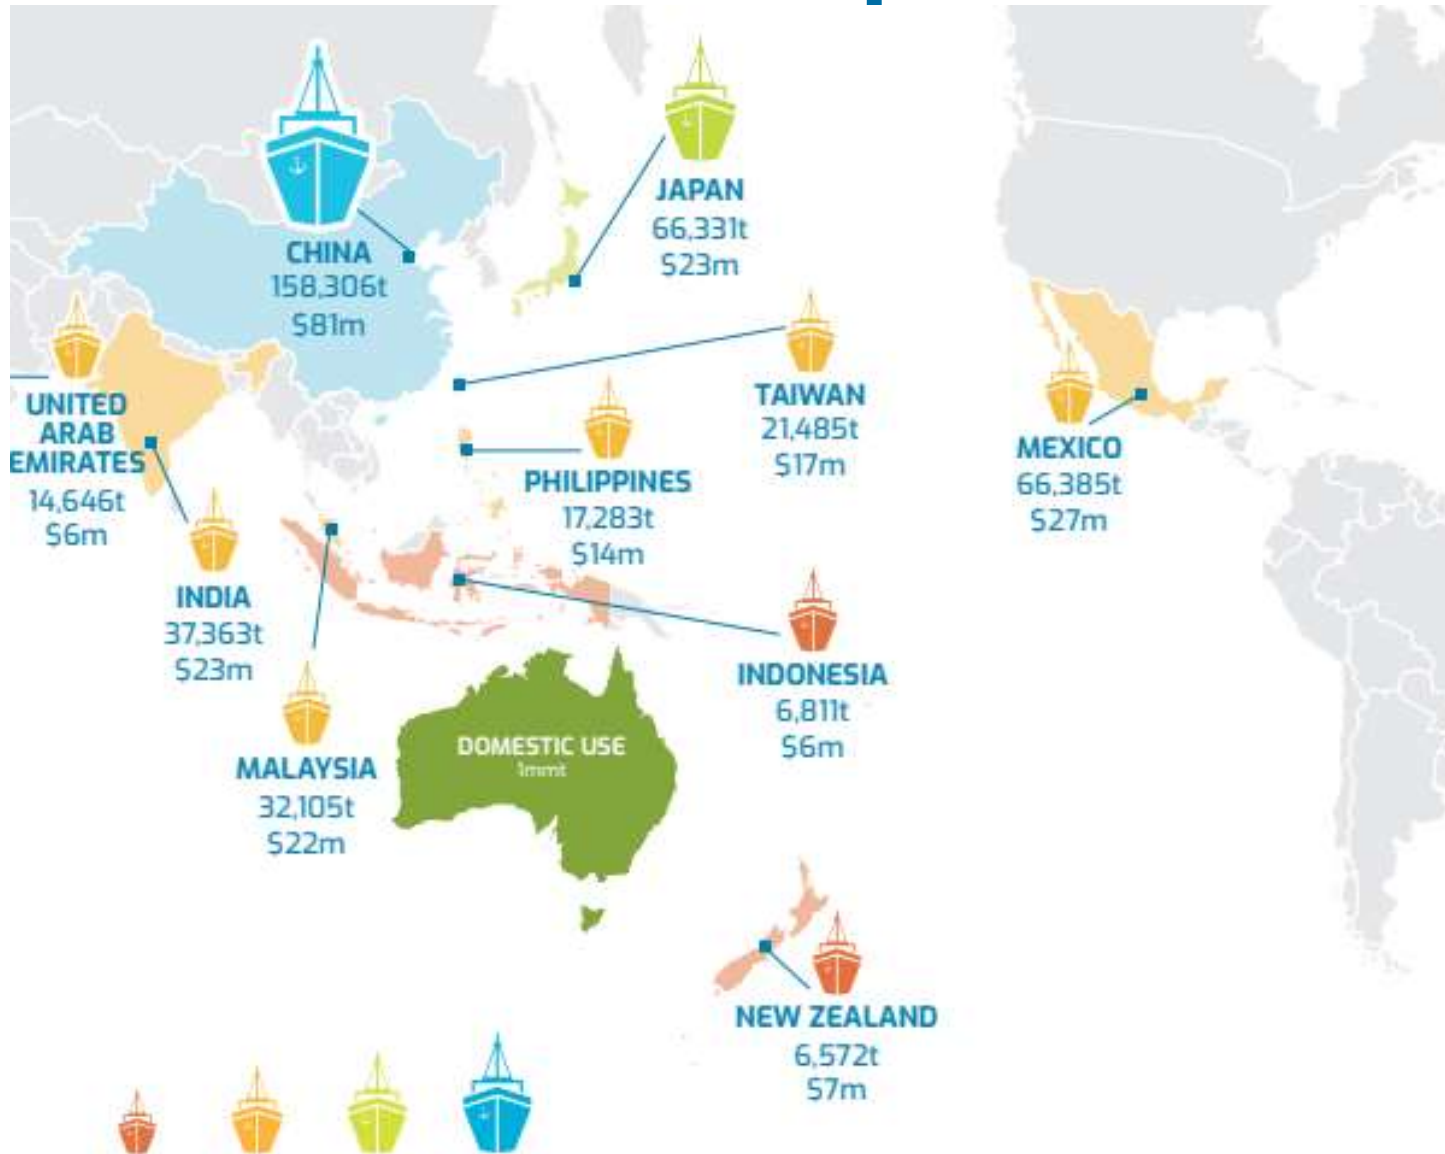 CHINA
158,306t
$81m
JAPAN
66,331t
$23m
TAIWAN
21,485t
$17m
UNITED
ARAB
EMIRATES
14,646t
$6m
PHILIPPINES
17,283t
$14m
MEXICO
66,385t
$27m
INDIA
37,363t
$23m
INDONESIA
6,811t
$6m
MALAYSIA
32,105t
$22m
DOMESTIC USE
1mmt
NEW ZEALAND
6,572t
$7m